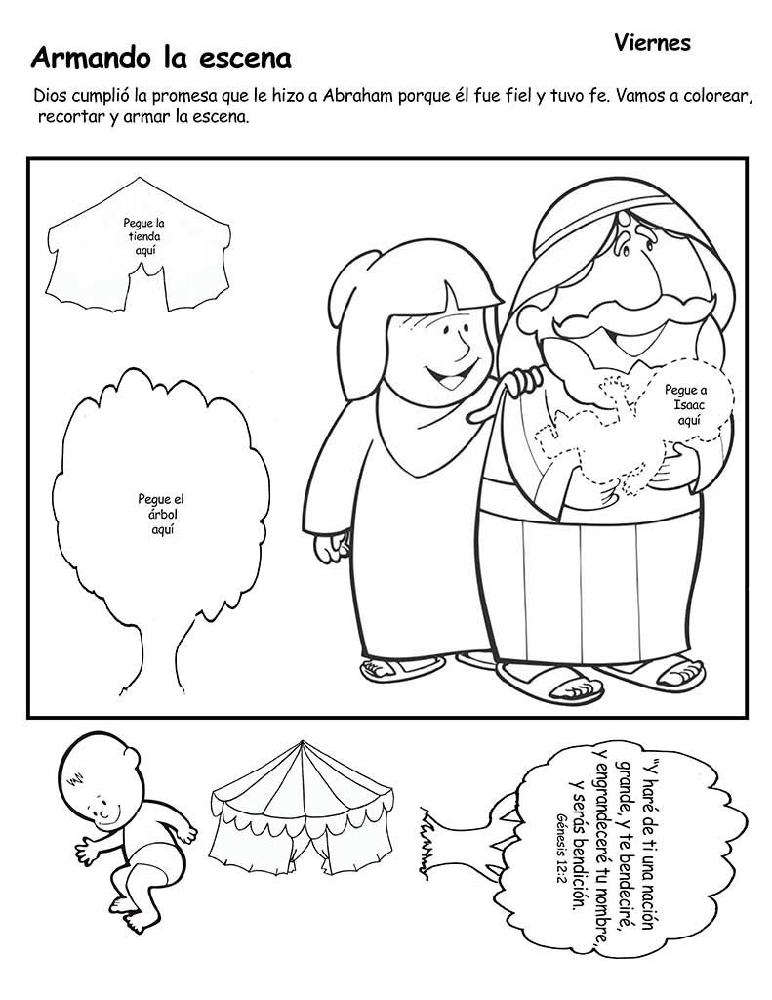 Viernes
Armando la escena
Dios cumplió la promesa que le hizo a Abraham porque él fue fiel y tuvo fe. Vamos a colorear,
recortar y armar la escena.
Pegue la
tienda
aquí
Pegue a
Isaac
aquí
Pegue el
árbol
aquí
"Y haré de ti una nación
grande, y te bendeciré,
y engrandeceré tu nombre,
y serás bendición.
Génesis 12:2